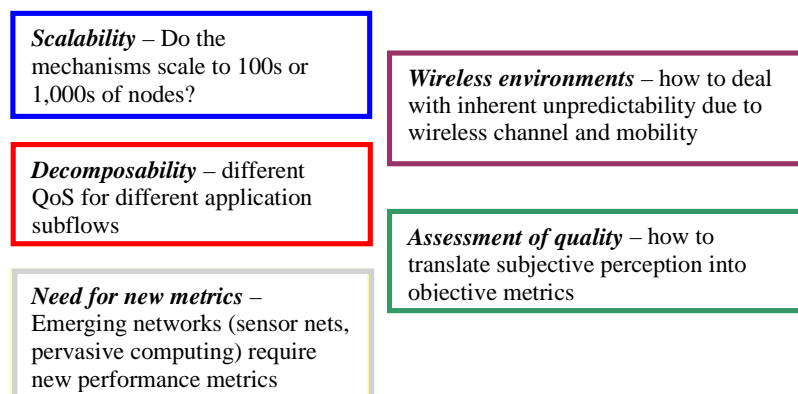 Scalability – Do the
mechanisms scale to 100s or
1,000s of nodes?
Decomposability – different
QoS for different application
subflows
Need for new metrics –
Emerging networks (sensor nets,
pervasive computing) require
new performance metrics
Wireless environments – how to deal
with inherent unpredictability due to
wireless channel and mobility
Assessment of quality – how to
translate subjective perception into
objective metrics